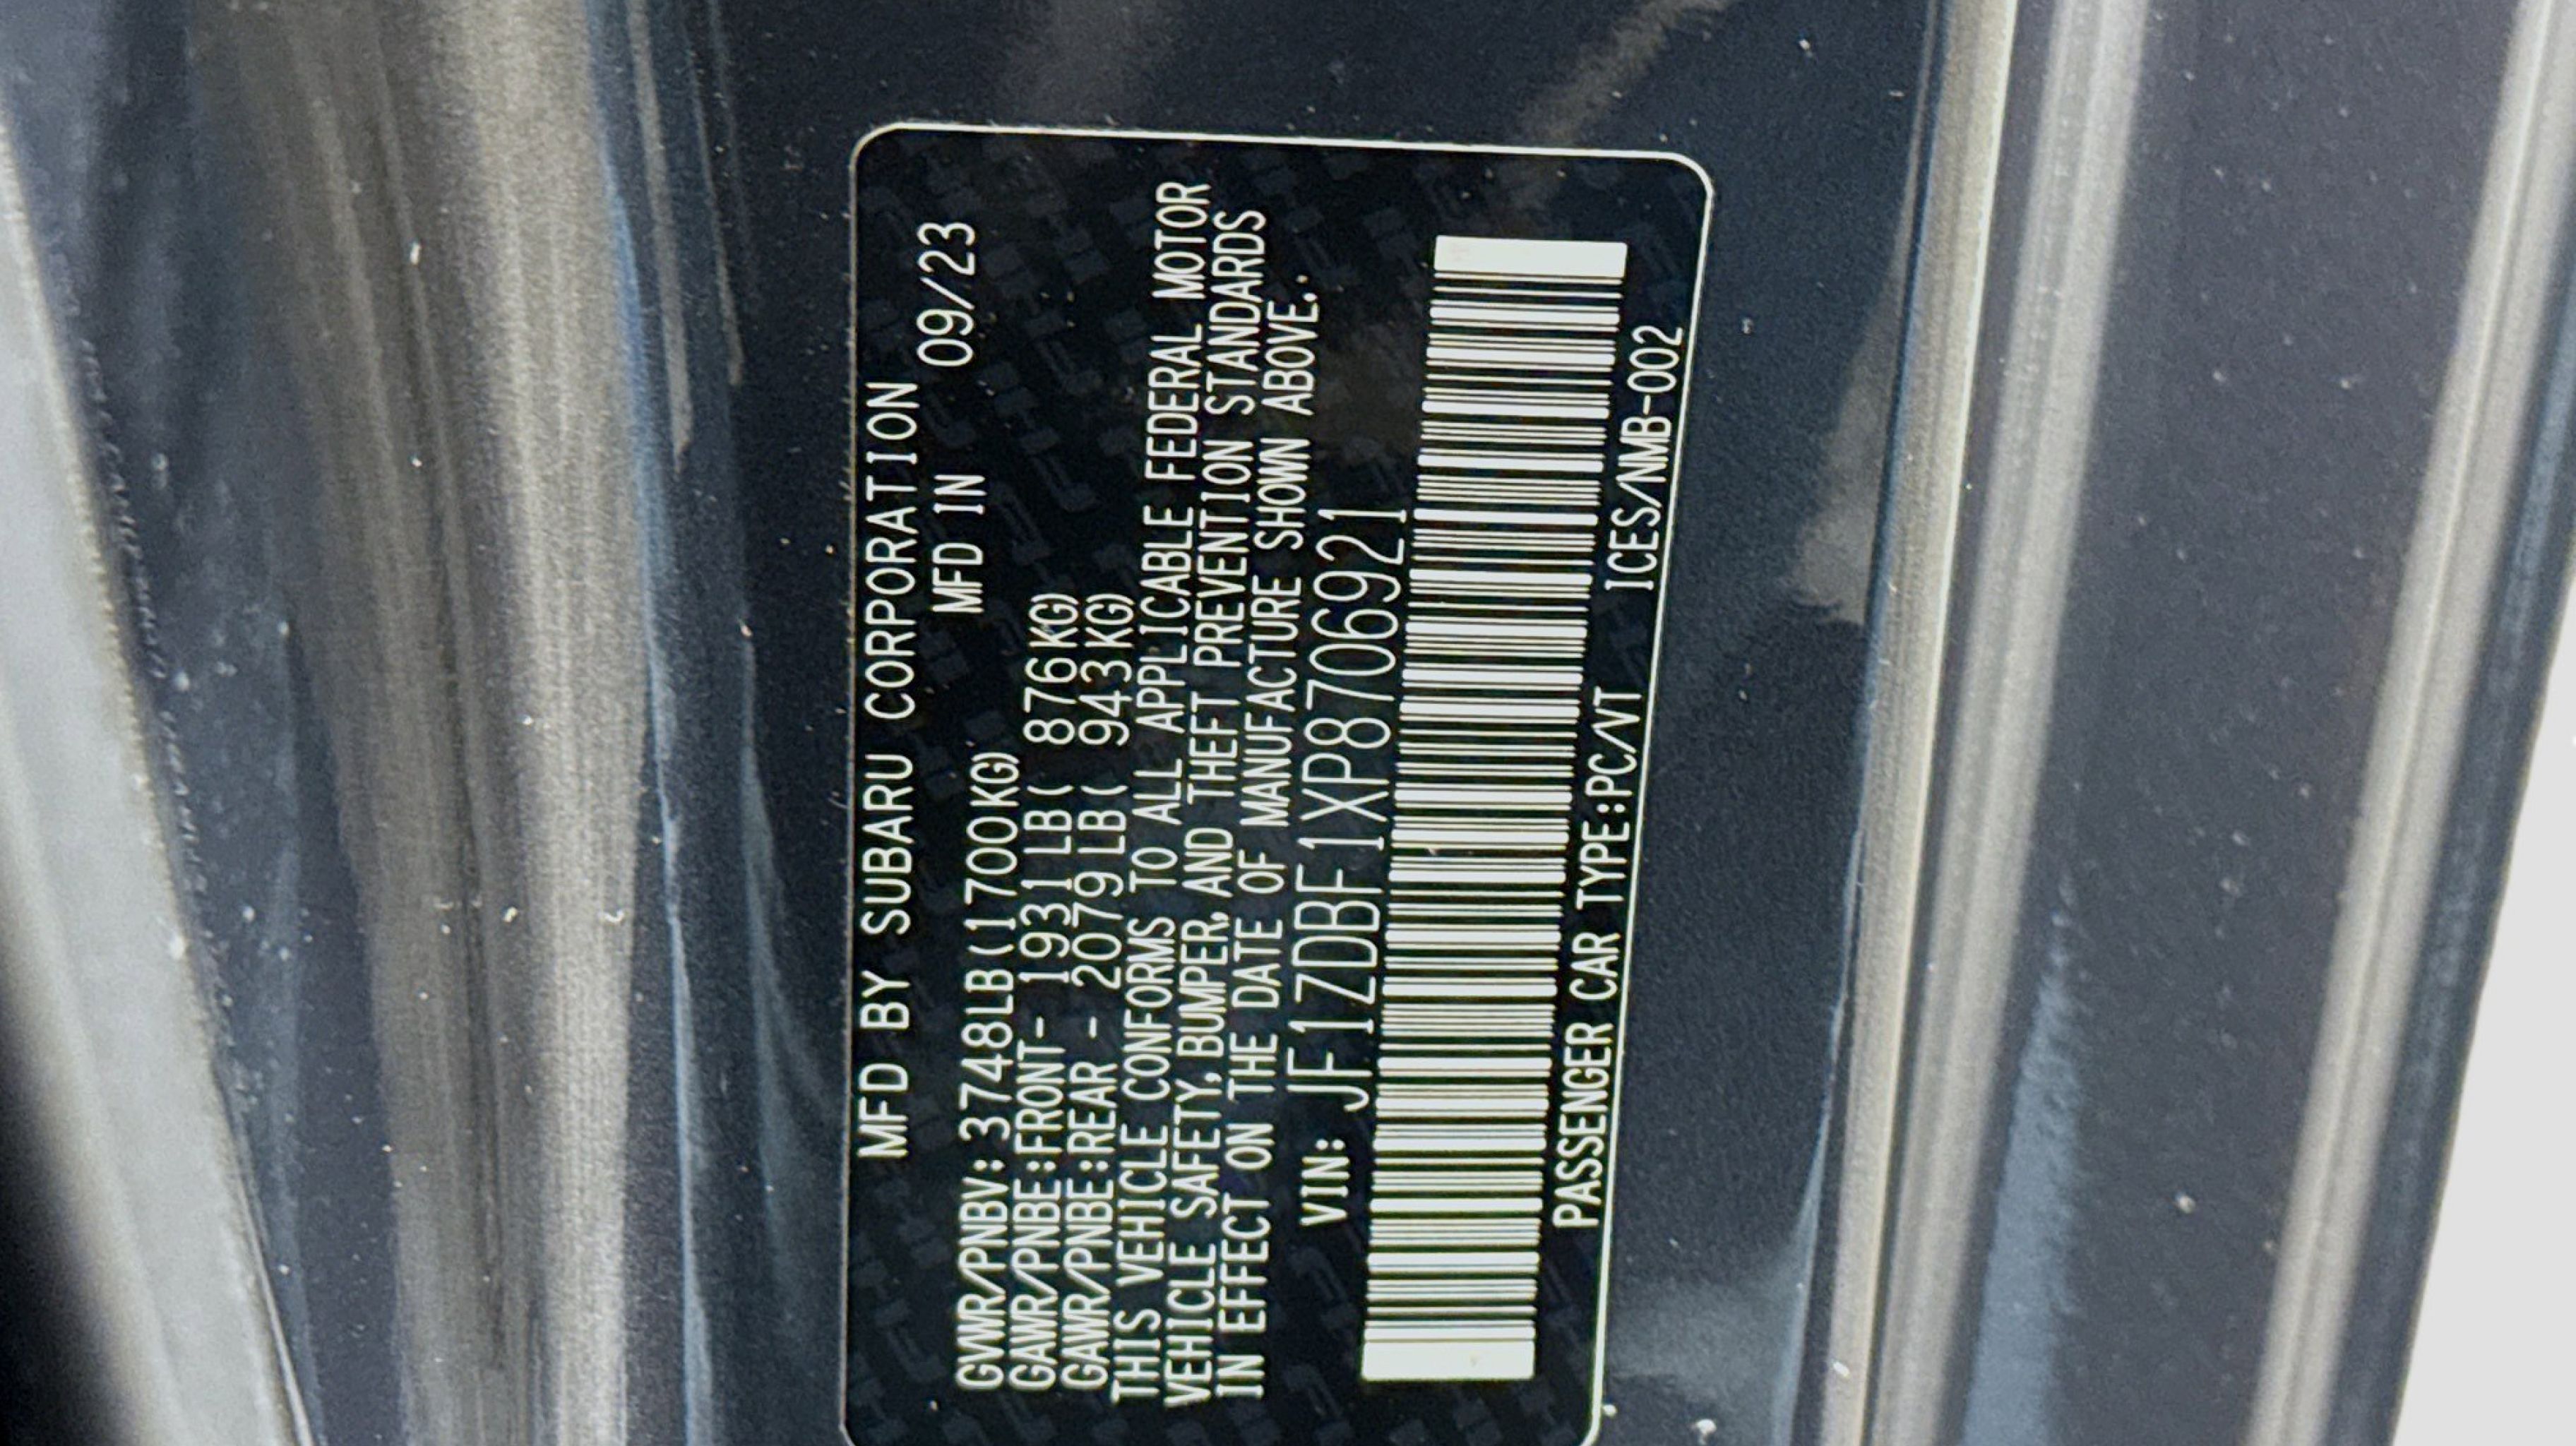 MFD BY SUBARU CORPORATION
MFD IN 09/23
GVWR/PNBV: 3748LB(1700KG)
GAWR/PNBE:FRONT- 1931LB( 876KG)
GAWR/PNBE:REAR - 2079LB( 943KG)
THIS VEHICLE CONFORMS TO ALL APPLICABLE FEDERAL MOTOR
VEHICLE SAFETY, BUMPER, AND THEFT PREVENTION STANDARDS
IN EFFECT ON THE DATE OF MANUFACTURE SHOWN ABOVE.
VIN: JF1ZDBF1XP8706921
PASSENGER CAR TYPE:PC/VT ICES/NMB-002